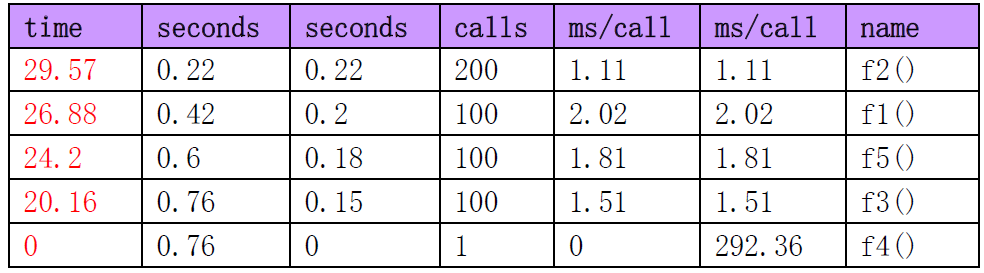 time seconds seconds calls ms/call ms/call name
29.57 0.22 0.22 200 1.11 1.11 f2()
26.88 0.42 0.2 100 2.02 2.02 f1()
24.2 0.6 0.18 100 1.81 1.81 f5()
20.16 0.76 0.15 100 1.51 1.51 f3()
0 0.76 0 1 0 292.36 f4()